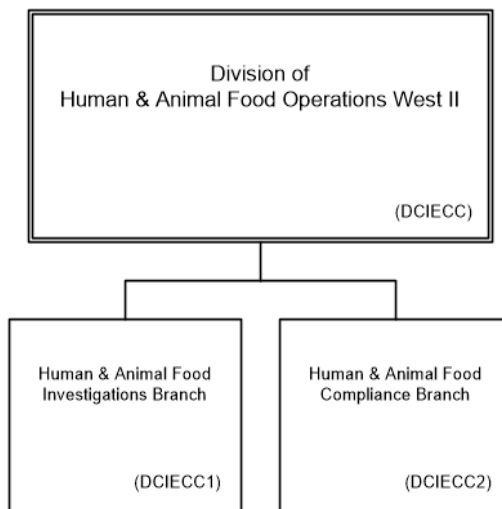 Division of
Human & Animal Food Operations West II
(DCIECC)
Human & Animal Food
Investigations Branch
(DCIECC1)
Human & Animal Food
Compliance Branch
(DCIECC2)